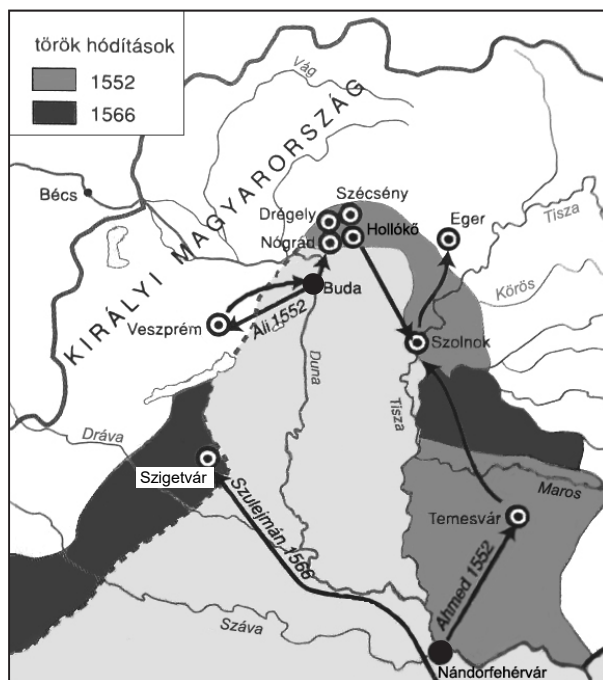 török hódítások
1552
1566
KIRÁLYI MAGYARORSZÁG
Vág
Bécs
Szécsény
Drégely
Hollókő
Nógrád
Eger
Tisza
Körös
Buda
Veszprém
Ali 1552
Szolnok
Duna
Tisza
Dráva
Szigetvár
Maros
Szulejmán 1566
Temesvár
Ahmed 1552
Száva
Nándorfehérvár